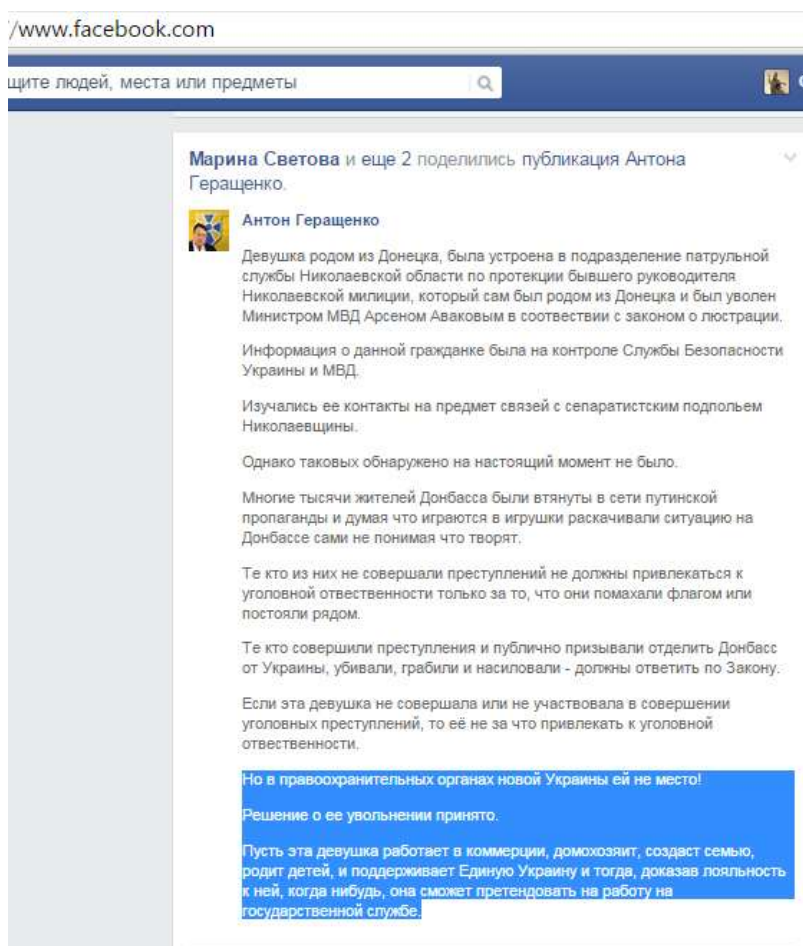 //www.facebook.com
щите людей, места или предметы
Марина Светова и еще 2 поделились публикация Антона
Геращенко.
Антон Геращенко
Девушка родом из Донецка, была устроена в подразделение патрульной
службы Николаевской области по протекции бывшего руководителя
Николаевской милиции, который сам был родом из Донецка и был уволен
Министром МВД Арсеном Аваковым в соотвествии с законом о люстрации.
Информация о данной гражданке была на контроле Службы Безопасности
Украины и МВД.
Изучались ее контакты на предмет связей с сепаратистским подпольем
Николаевщины.
Однако таковых обнаружено на настоящий момент не было.
Многие тысячи жителей Донбасса были втянуты в сети путинской
пропаганды и думая что играются в игрушки раскачивали ситуацию на
Донбассе сами не понимая что творят.
Те кто из них не совершали преступлений не должны привлекаться к
уголовной отвественности только за то, что они помахали флагом или
постояли рядом.
Те кто совершили преступления и публично призывали отделить Донбасс
от Украины, убивали, грабили и насиловали - должны ответить по Закону.
Если эта девушка не совершала или не участвовала в совершении
уголовных преступлений, то её не за что привлекать к уголовной
отвественности.
Но в правоохранительных органах новой Украины ей не место!
Решение о ее увольнении принято.
Пусть эта девушка работает в коммерции, домохозяит, создаст семью,
родит детей, и поддерживает Единую Украину и тогда, доказав лояльность
к ней, когда нибудь, она сможет претендовать на работу на
государственной службе.